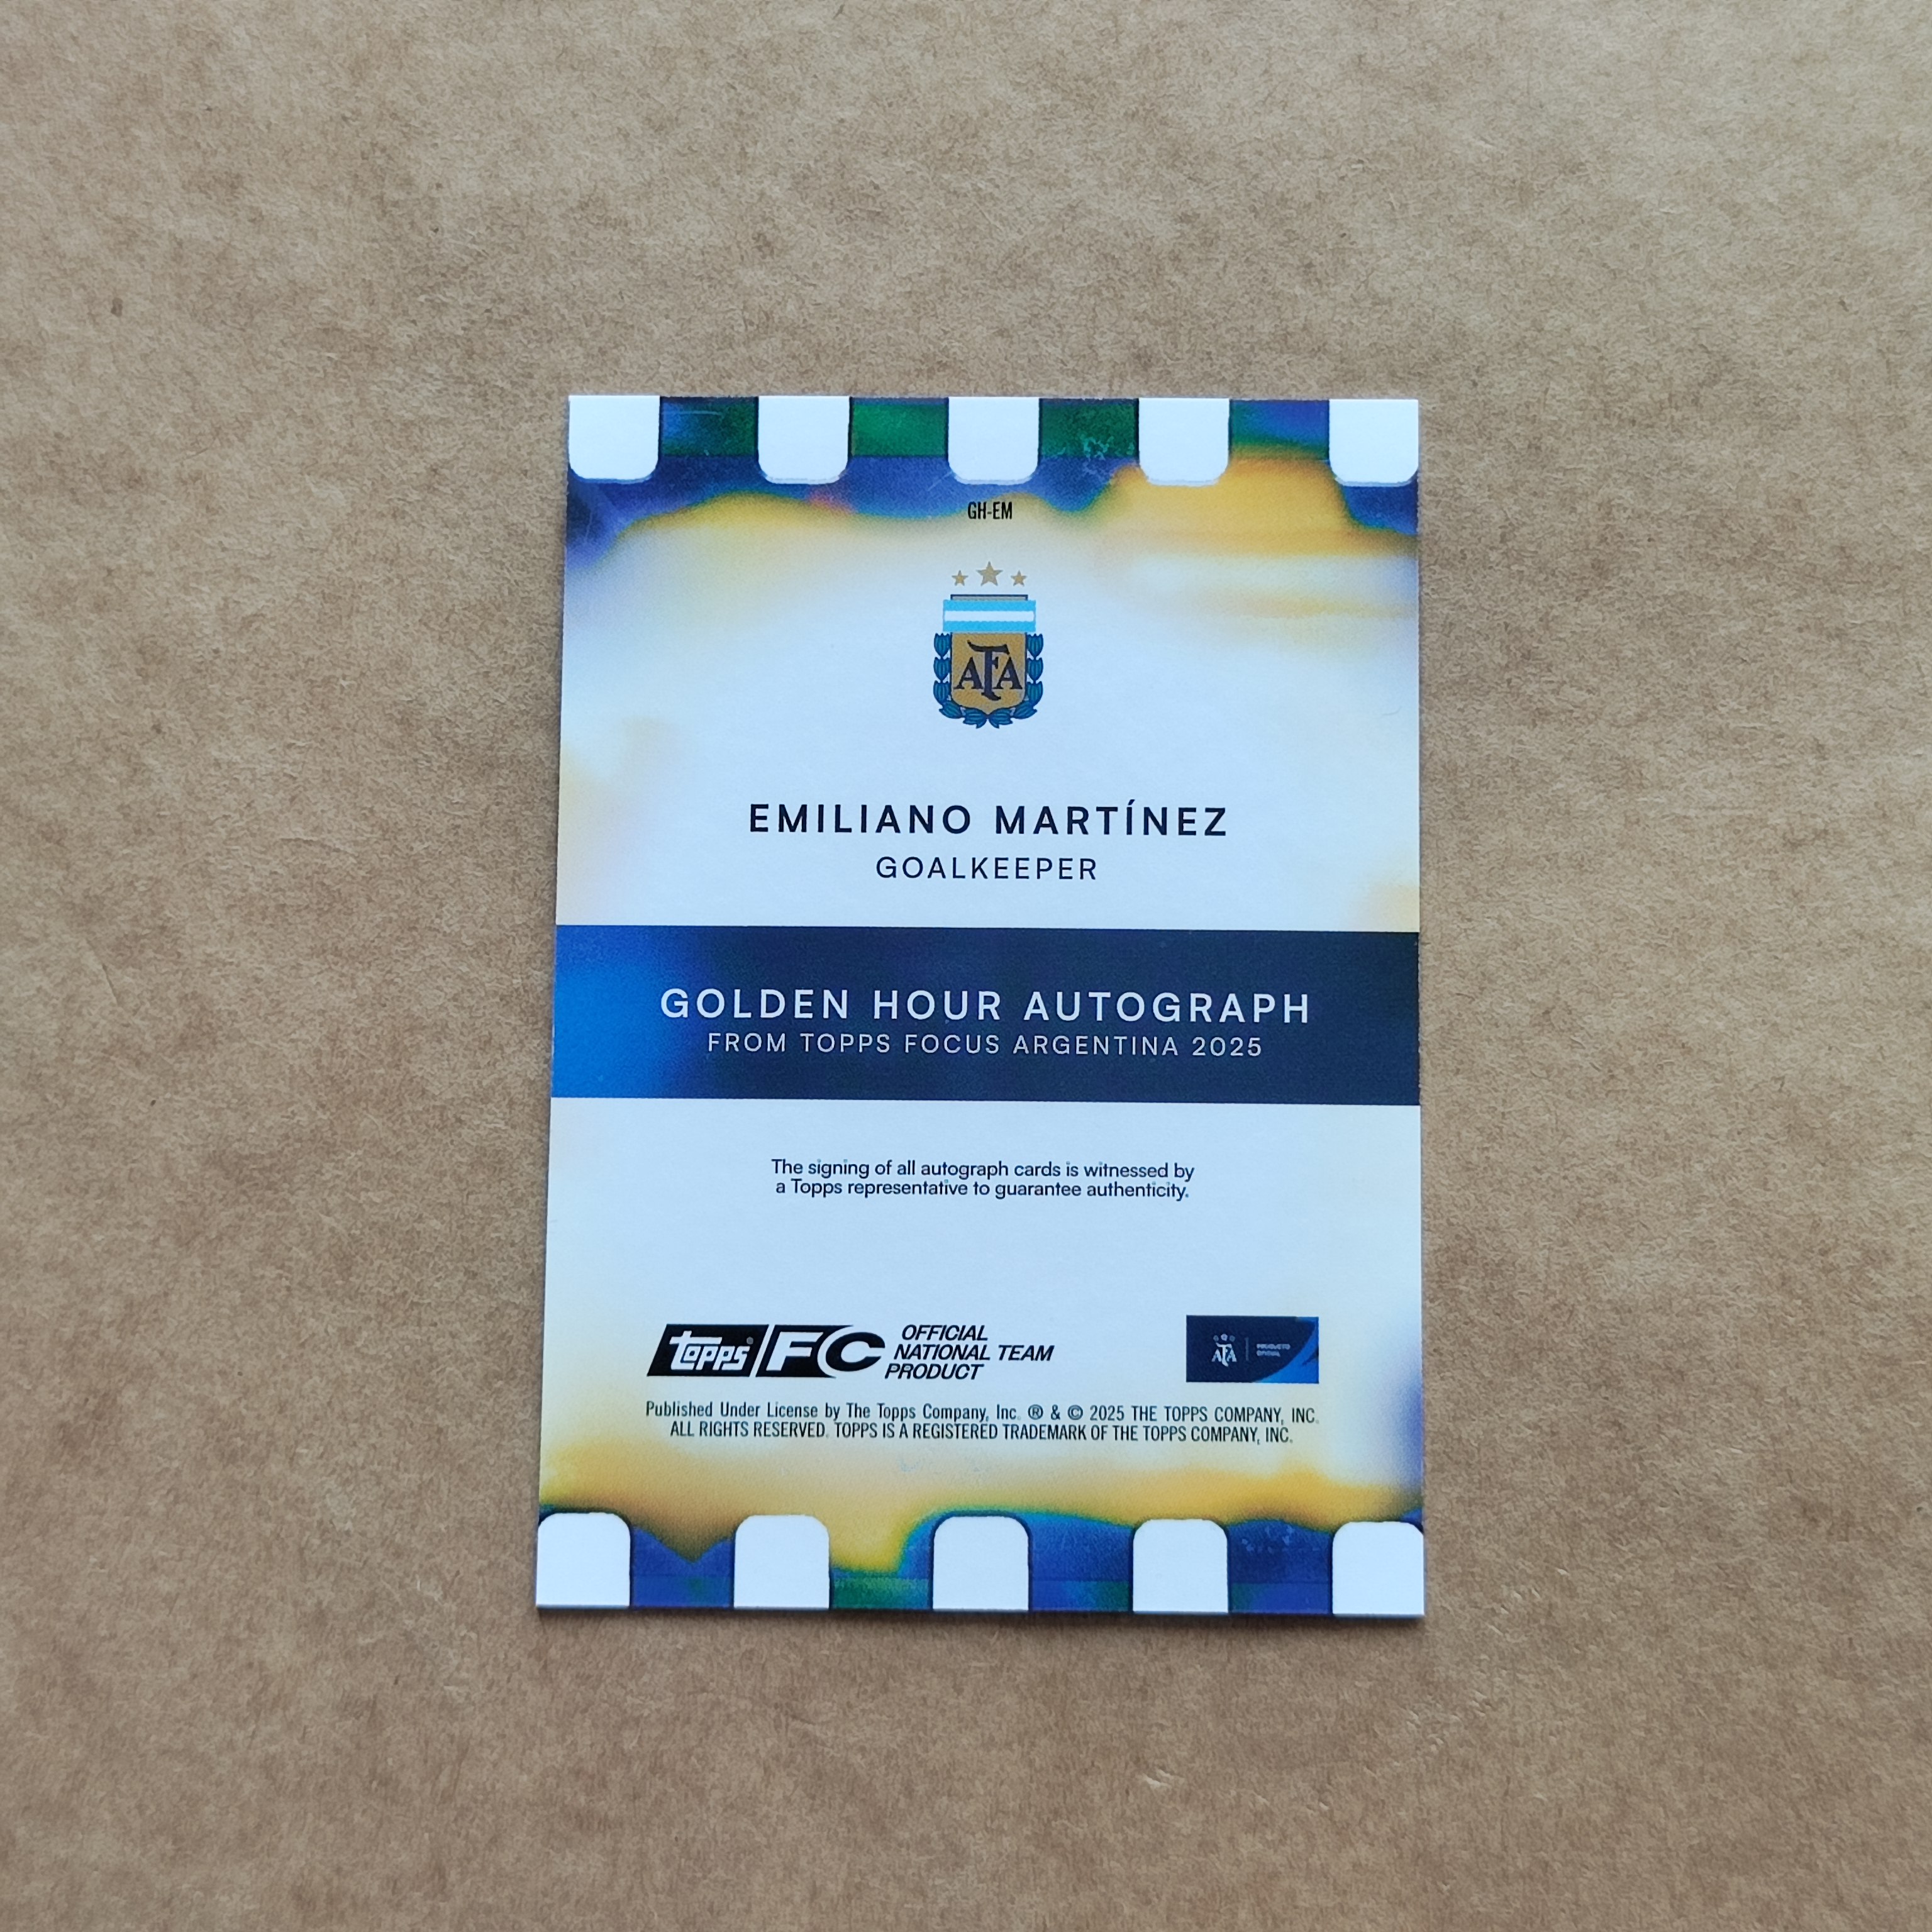 GH-EM
AFA
EMILIANO MARTÍNEZ
GOALKEEPER
GOLDEN HOUR AUTOGRAPH
FROM TOPPS FOCUS ARGENTINA 2025
The signing of all autograph cards is witnessed by
a Topps representative to guarantee authenticity.
topps® FC OFFICIAL
NATIONAL TEAM
PRODUCT
AFA PRODUCTO
OFICIAL
Published Under License by The Topps Company, Inc. ® & © 2025 THE TOPPS COMPANY, INC.
ALL RIGHTS RESERVED. TOPPS IS A REGISTERED TRADEMARK OF THE TOPPS COMPANY, INC.